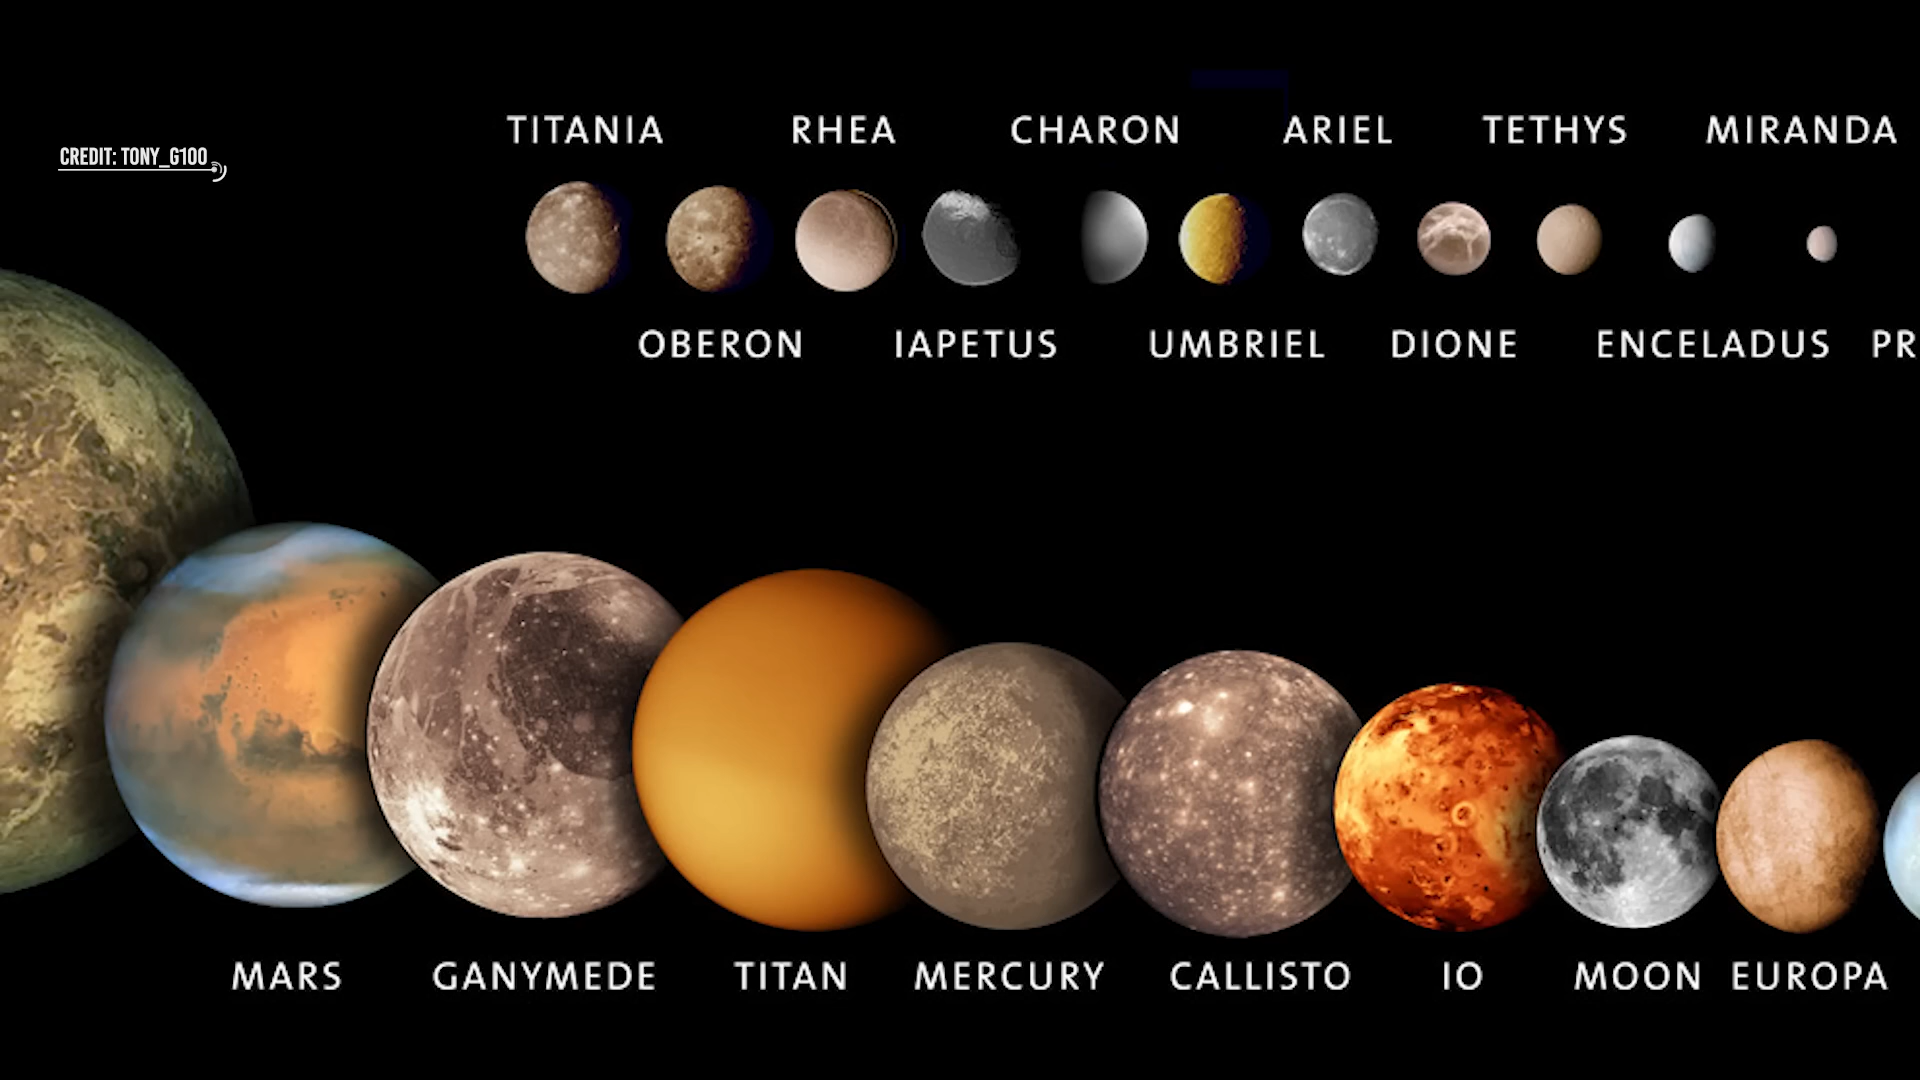 CREDIT: TONY_G100
TITANIA RHEA CHARON ARIEL TETHYS MIRANDA
OBERON IAPETUS UMBRIEL DIONE ENCELADUS PR
MARS GANYMEDE TITAN MERCURY CALLISTO IO MOON EUROPA